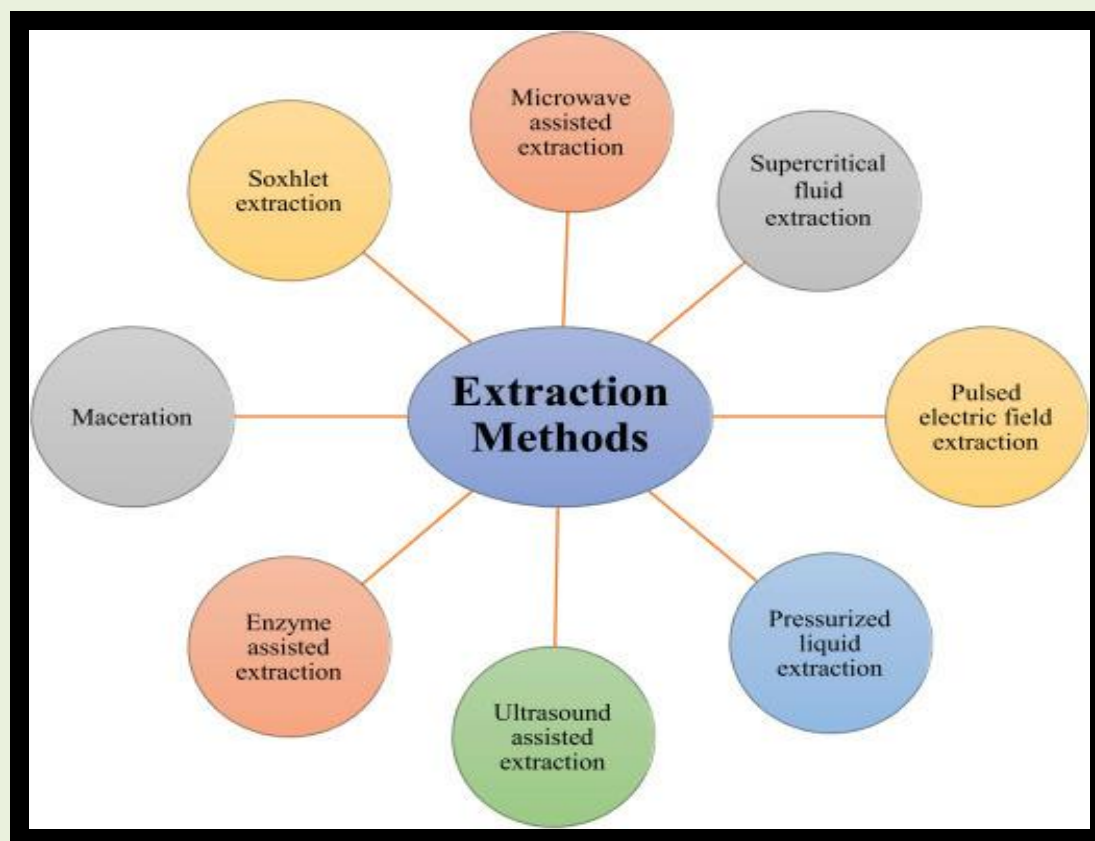 Microwave
assisted
extraction
Supercritical
fluid
extraction
Soxhlet
extraction
Pulsed
electric field
extraction
Extraction
Methods
Maceration
Pressurized
liquid
extraction
Enzyme
assisted
extraction
Ultrasound
assisted
extraction